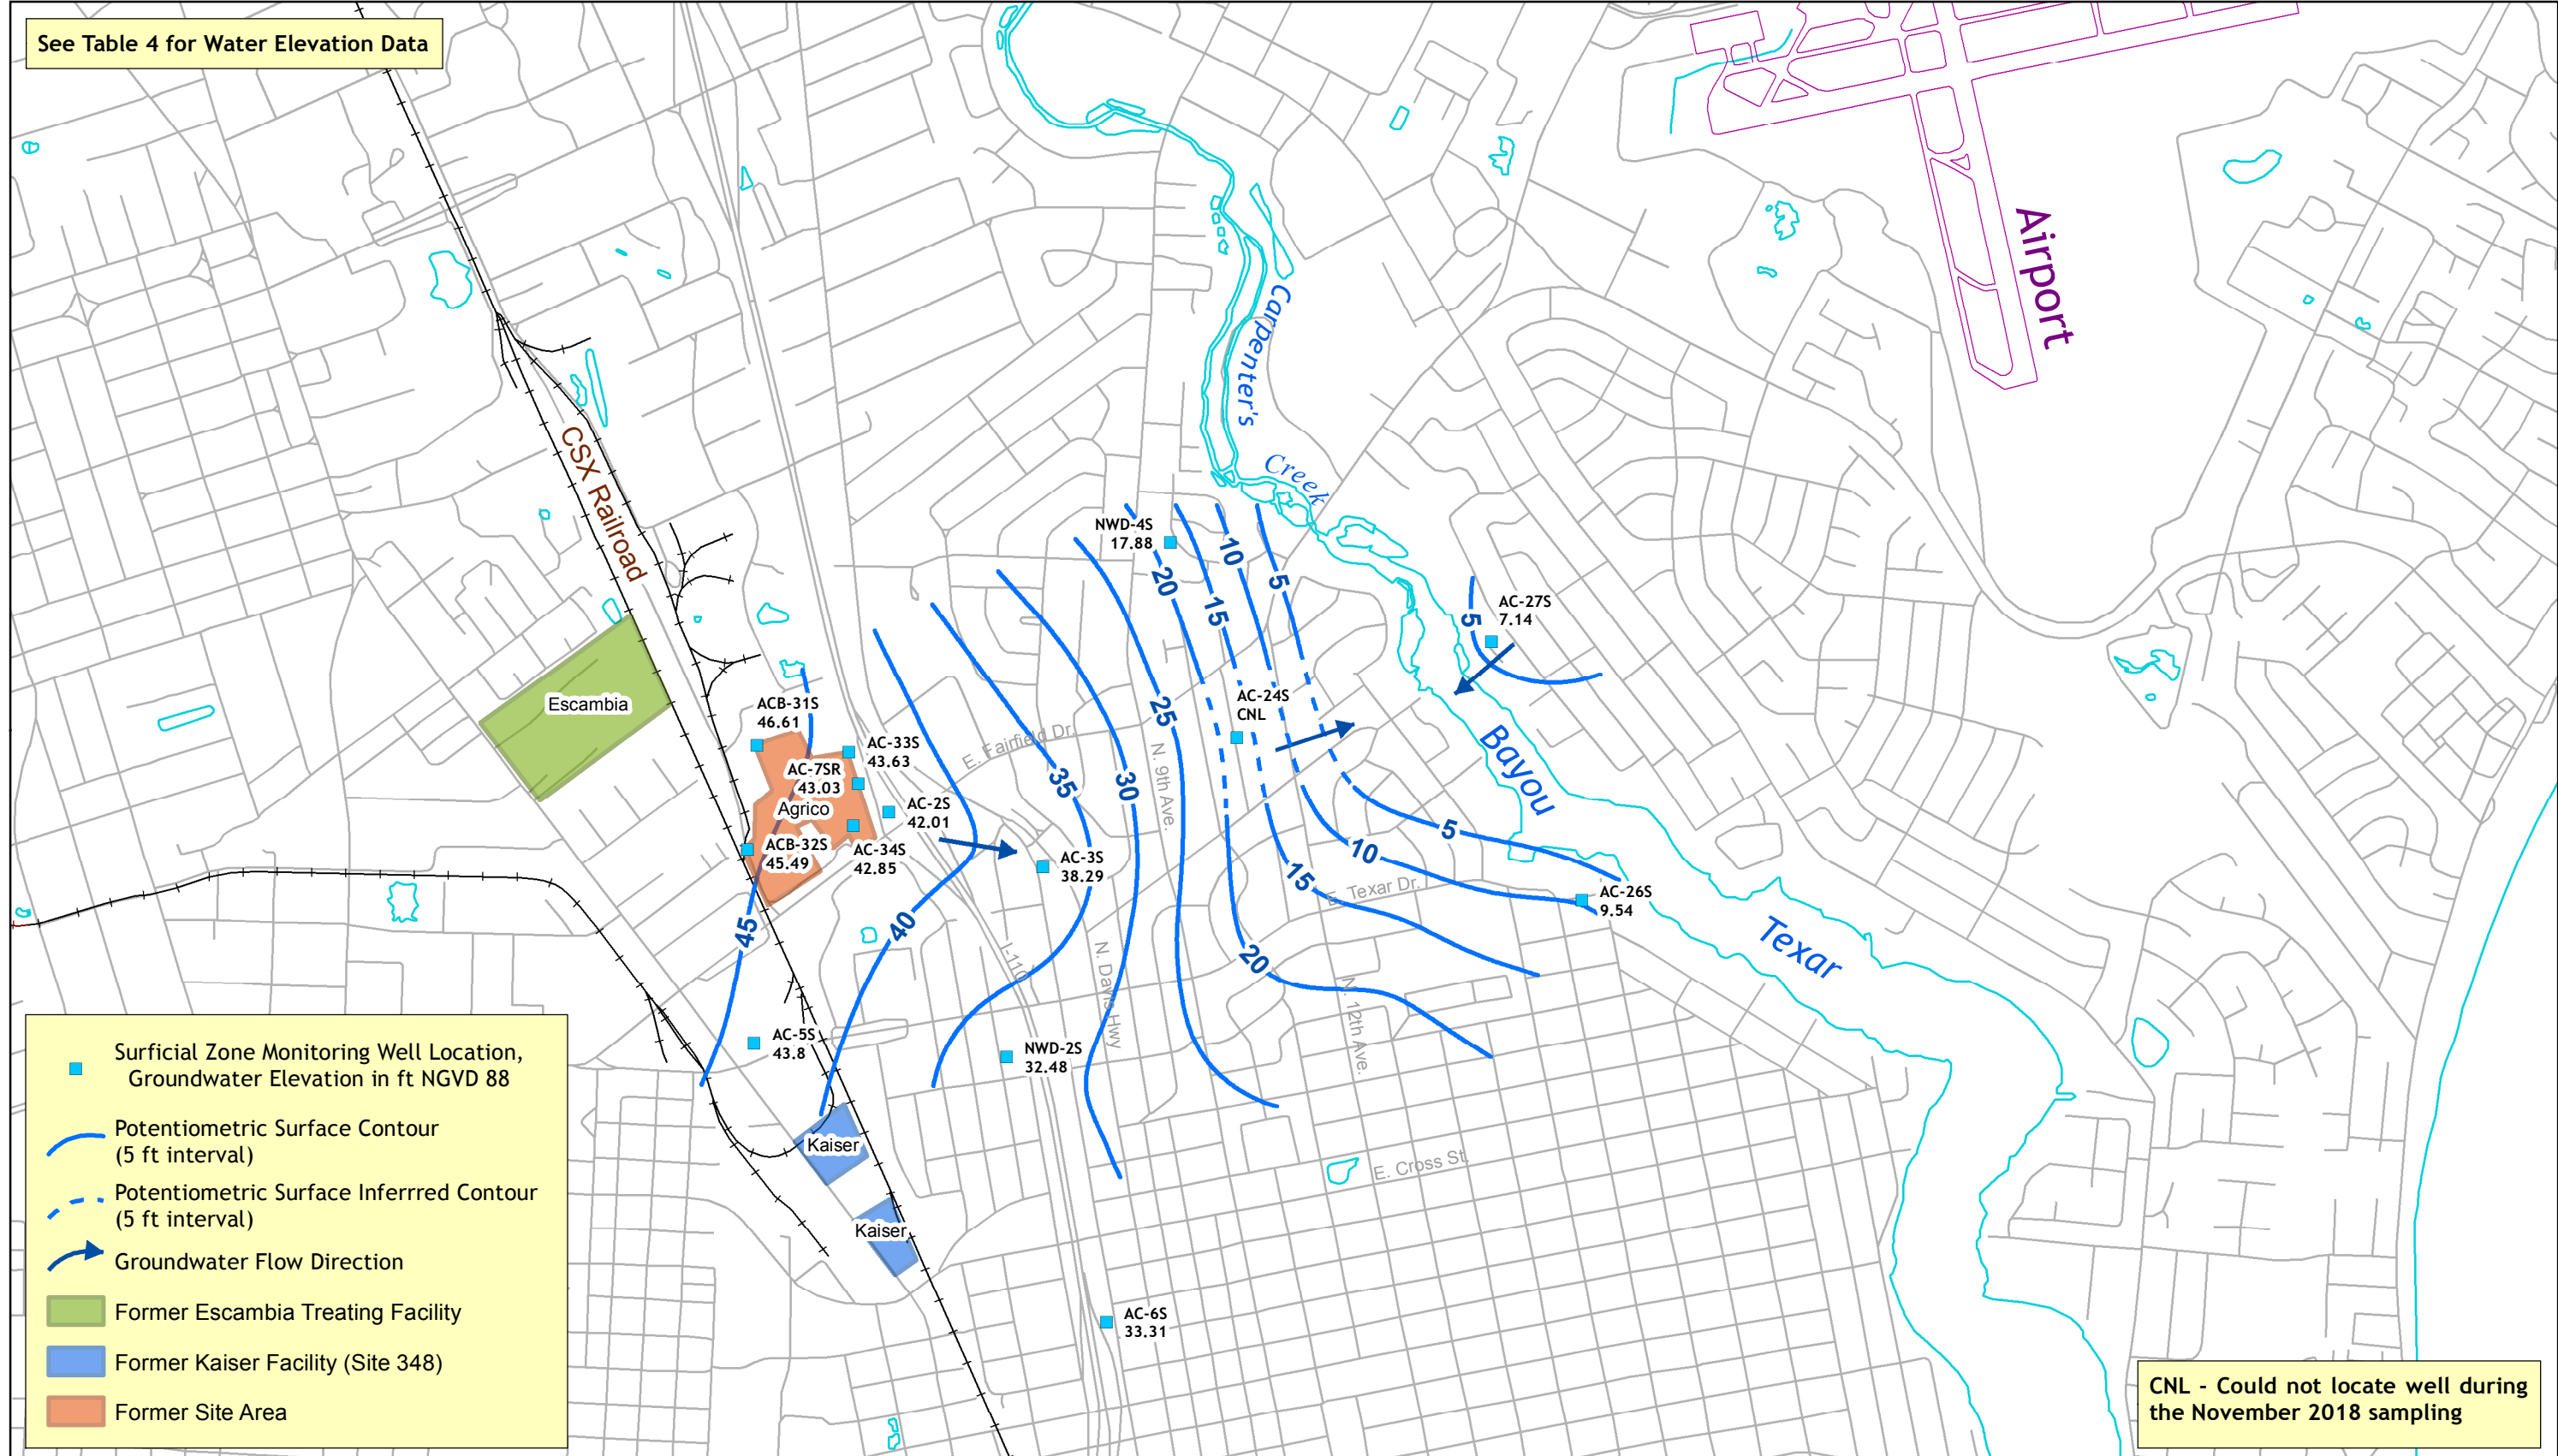 See Table 4 for Water Elevation Data
Airport
Carpenter's
Creek
CSX Railroad
NWD-4S
17.88
10
5
20
15
AC-27S
7.14
5
Escambia
ACB-31S
46.61
AC-33S
43.63
AC-24S
CNL
25
E. Fairfield Dr.
N. 9th Ave.
Bayou
AC-7SR
43.03
Agrico
AC-2S
42.01
35
30
ACB-32S
45.49
AC-34S
42.85
AC-3S
38.29
5
10
15
E. Texar Dr.
AC-26S
9.54
45
40
20
Texar
I-110
N. Davis Hwy
N. 12th Ave.
AC-5S
43.8
NWD-2S
32.48
Kaiser
E. Cross St.
Kaiser
AC-6S
33.31
Surficial Zone Monitoring Well Location,
Groundwater Elevation in ft NGVD 88
Potentiometric Surface Contour
(5 ft interval)
Potentiometric Surface Inferrred Contour
(5 ft interval)
Groundwater Flow Direction
Former Escambia Treating Facility
Former Kaiser Facility (Site 348)
Former Site Area
CNL - Could not locate well during
the November 2018 sampling